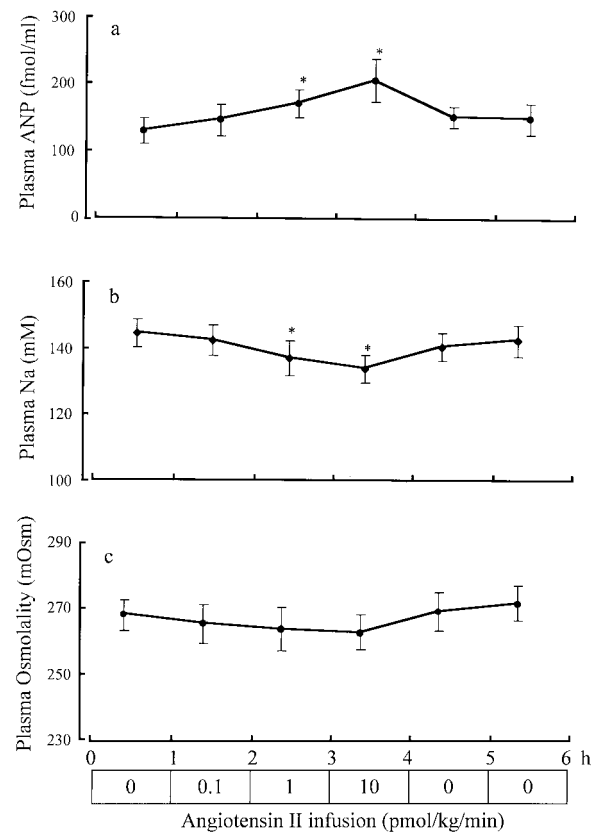 300
a
Plasma ANP (fmol/ml)
*
*
200
100
0
160
b
Plasma Na (mM)
*
*
140
120
100
290
c
Plasma Osmolality (mOsm)
270
250
230
0 1 2 3 4 5 6 h
0 0.1 1 10 0 0
Angiotensin II infusion (pmol/kg/min)